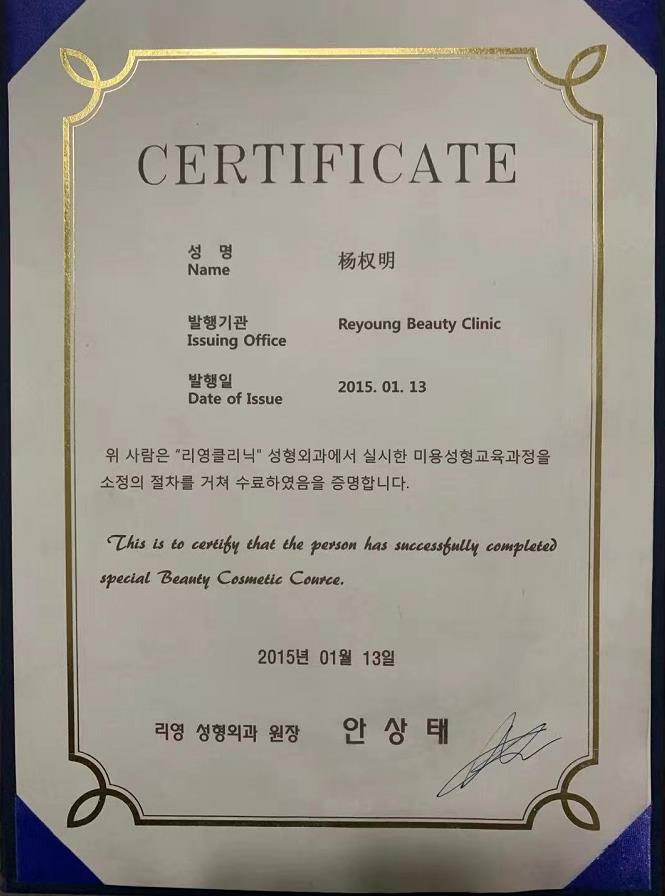 CERTIFICATE
성 명
Name
杨权明
발행기관
Issuing Office
Reyoung Beauty Clinic
발행일
Date of Issue
2015. 01. 13
위 사람은 "리영클리닉" 성형외과에서 실시한 미용성형교육과정을
소정의 절차를 거쳐 수료하였음을 증명합니다.
This is to certify that the person has successfully completed
special Beauty Cosmetic Cource.
2015년 01월 13일
리영 성형외과 원장 안 상 태